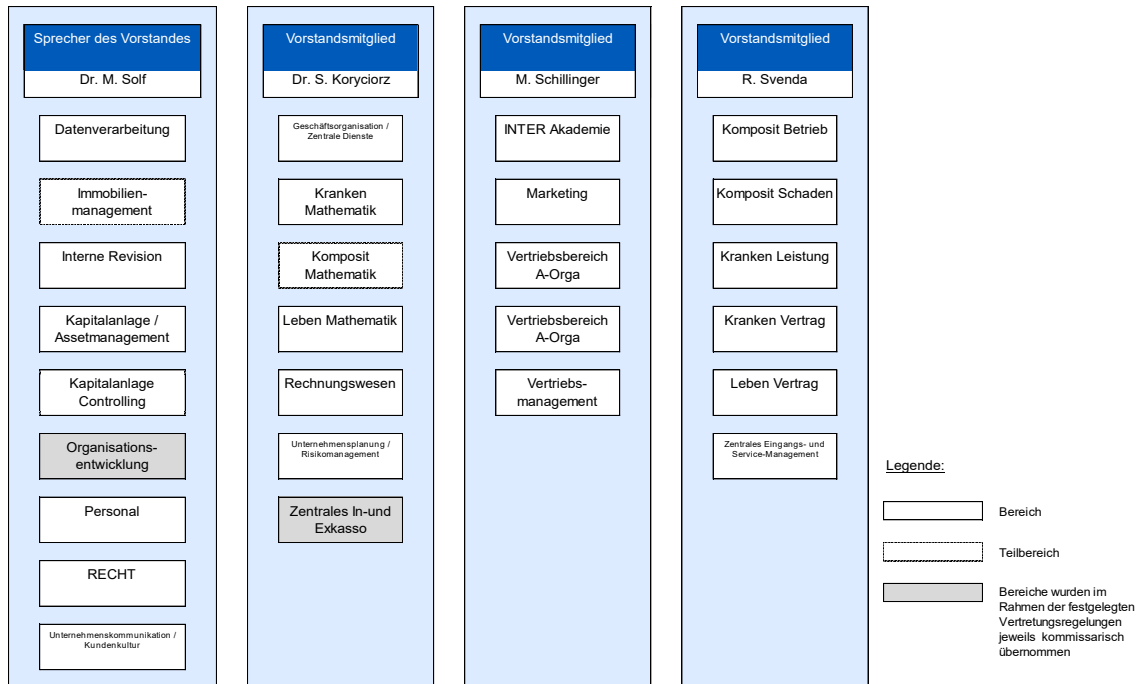 Sprecher des Vorstandes
Dr. M. Solf
Datenverarbeitung
Immobilien-
management
Interne Revision
Kapitalanlage /
Assetmanagement
Kapitalanlage
Controlling
Organisations-
entwicklung
Personal
RECHT
Unternehmenskommunikation /
Kundenkultur
Vorstandsmitglied
Dr. S. Koryciorz
Geschäftsorganisation /
Zentrale Dienste
Kranken
Mathematik
Komposit
Mathematik
Leben Mathematik
Rechnungswesen
Unternehmensplanung /
Risikomanagement
Zentrales In-und
Exkasso
Vorstandsmitglied
M. Schillinger
INTER Akademie
Marketing
Vertriebsbereich
A-Orga
Vertriebsbereich
A-Orga
Vertriebs-
management
Vorstandsmitglied
R. Svenda
Komposit Betrieb
Komposit Schaden
Kranken Leistung
Kranken Vertrag
Leben Vertrag
Zentrales Eingangs- und
Service-Management
Legende:
Bereich
Teilbereich
Bereiche wurden im
Rahmen der festgelegten
Vertretungsregelungen
jeweils kommissarisch
übernommen